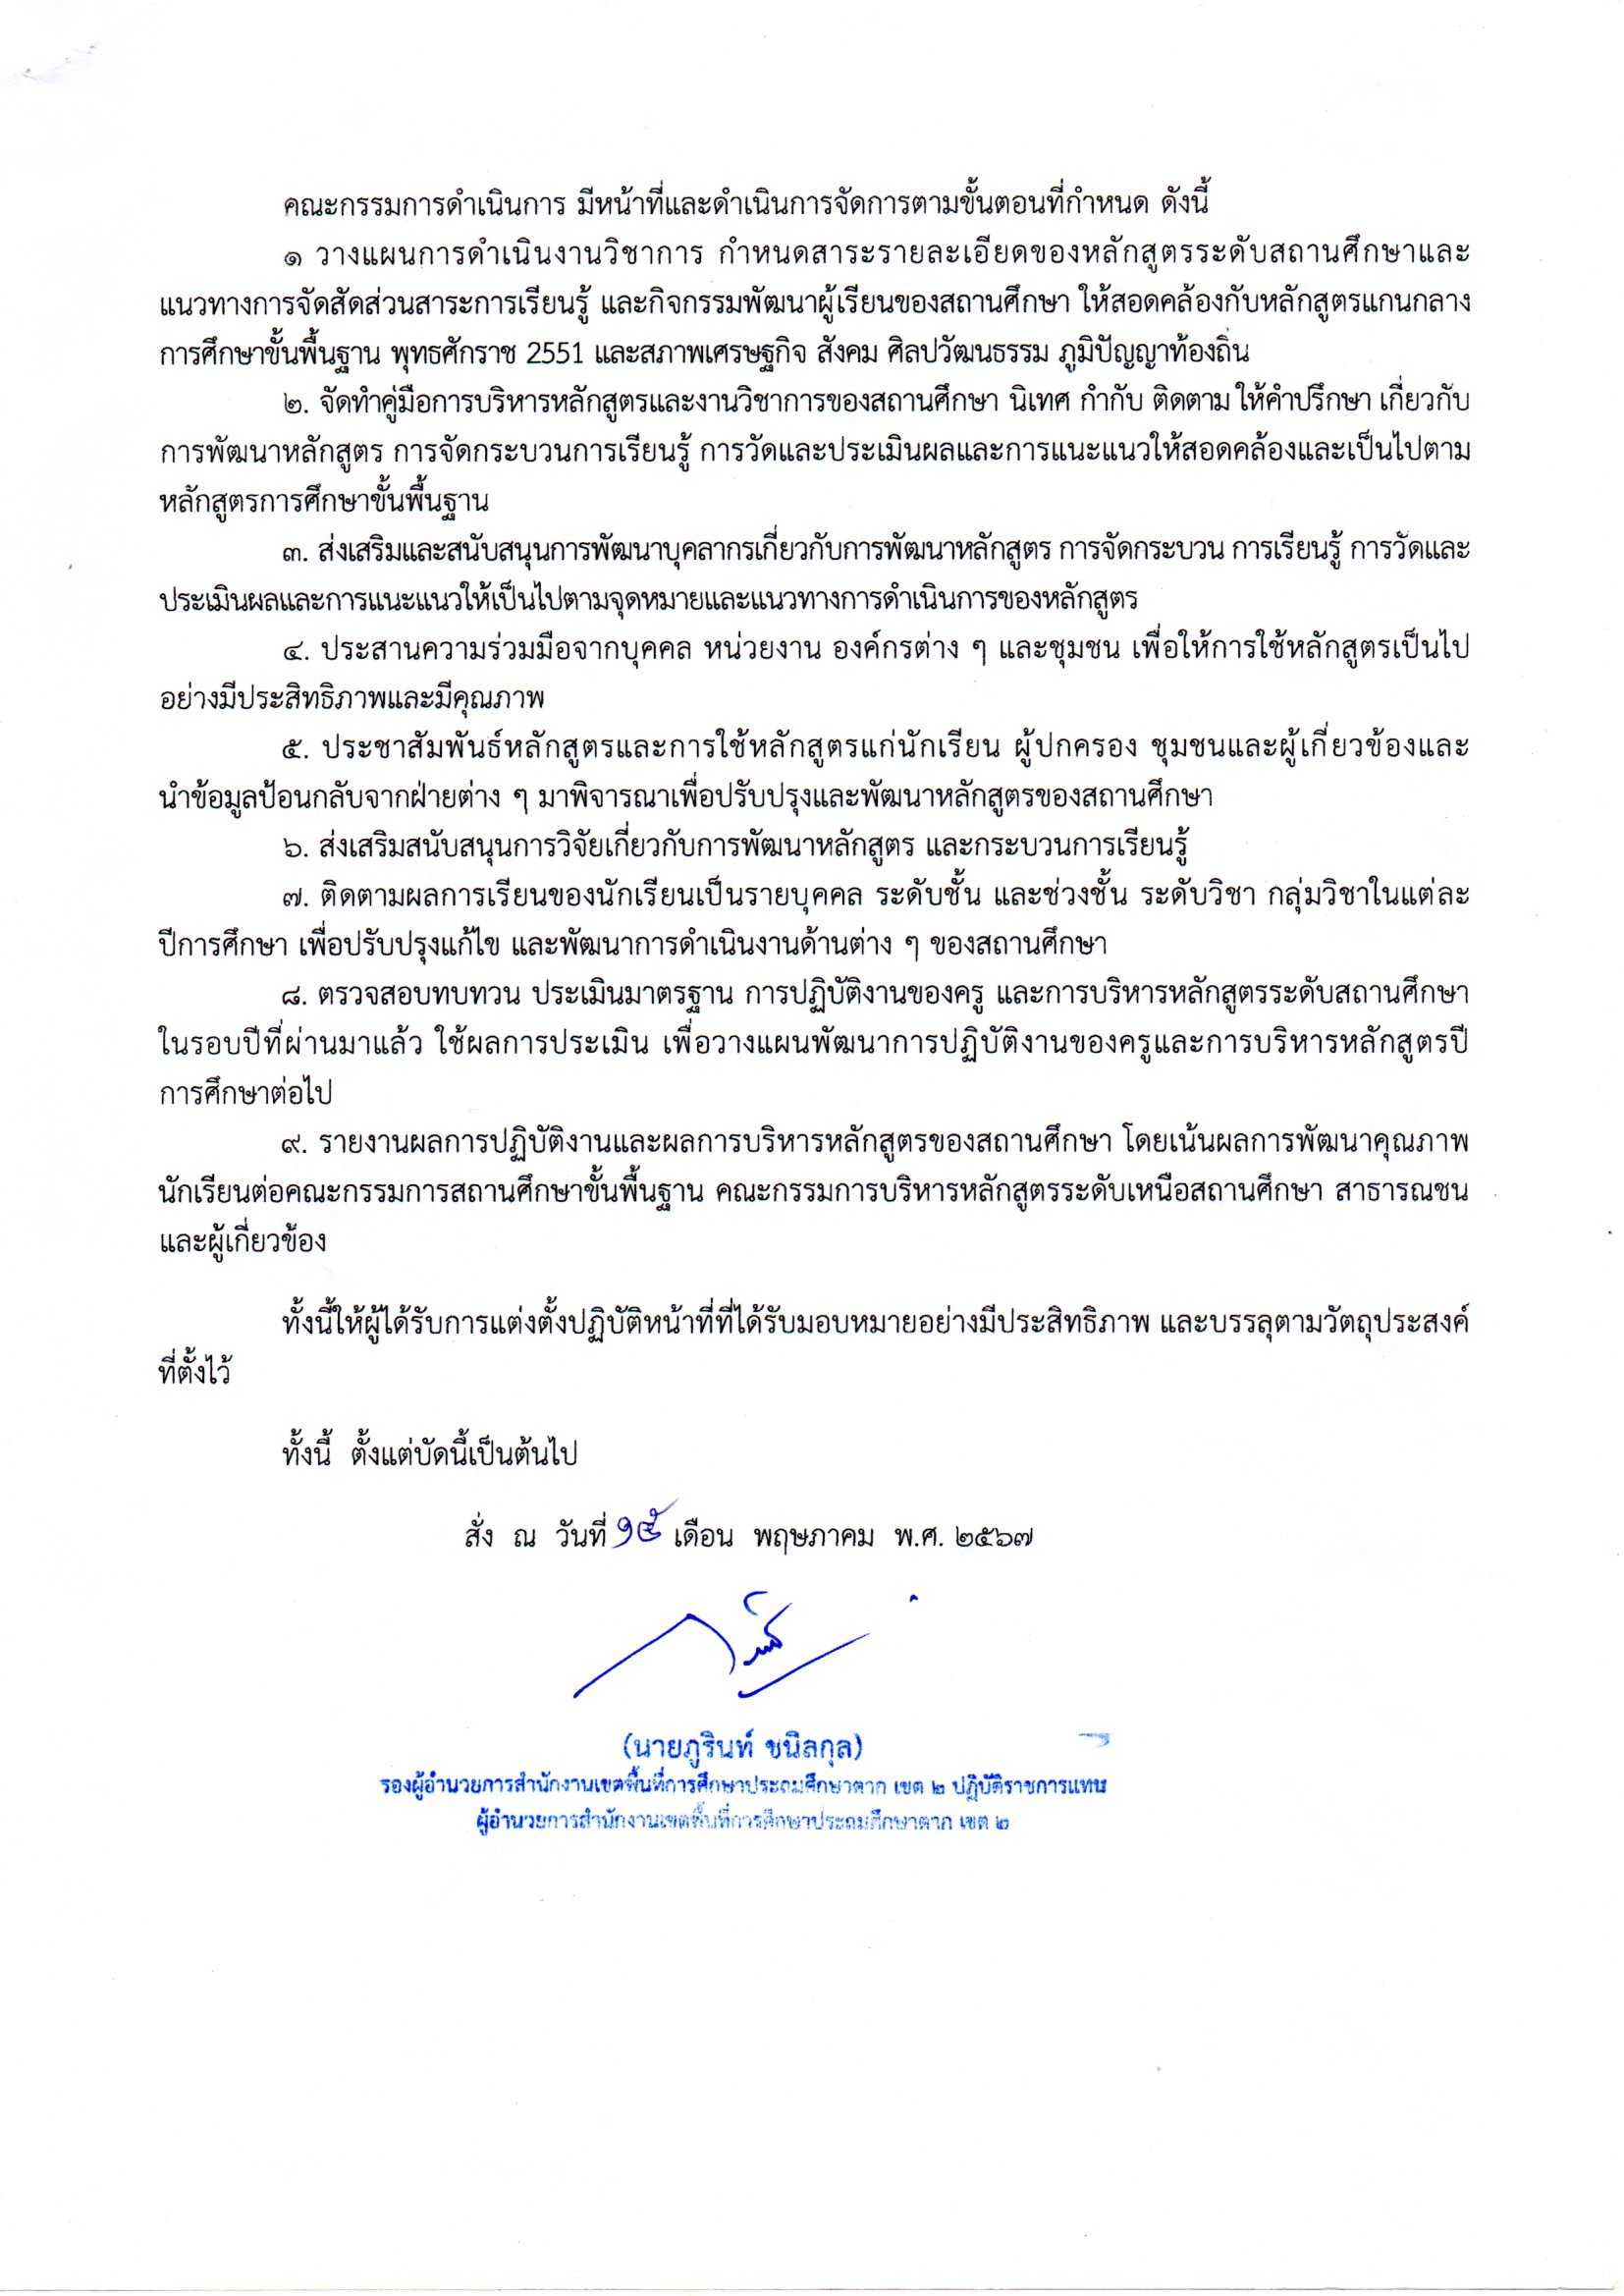 คณะกรรมการดำเนินการ มีหน้าที่และดำเนินการจัดการตามขั้นตอนที่กำหนด ดังนี้
๑ วางแผนการดำเนินงานวิชาการ กำหนดสาระรายละเอียดของหลักสูตรระดับสถานศึกษาและ
แนวทางการจัดสัดส่วนสาระการเรียนรู้ และกิจกรรมพัฒนาผู้เรียนของสถานศึกษา ให้สอดคล้องกับหลักสูตรแกนกลาง
การศึกษาขั้นพื้นฐาน พุทธศักราช 2551 และสภาพเศรษฐกิจ สังคม ศิลปวัฒนธรรม ภูมิปัญญาท้องถิ่น
๒. จัดทำคู่มือการบริหารหลักสูตรและงานวิชาการของสถานศึกษา นิเทศ กำกับ ติดตาม ให้คำปรึกษา เกี่ยวกับ
การพัฒนาหลักสูตร การจัดกระบวนการเรียนรู้ การวัดและประเมินผลและการแนะแนวให้สอดคล้องและเป็นไปตาม
หลักสูตรการศึกษาขั้นพื้นฐาน
๓. ส่งเสริมและสนับสนุนการพัฒนาบุคลากรเกี่ยวกับการพัฒนาหลักสูตร การจัดกระบวน การเรียนรู้ การวัดและ
ประเมินผลและการแนะแนวให้เป็นไปตามจุดหมายและแนวทางการดำเนินการของหลักสูตร
๔. ประสานความร่วมมือจากบุคคล หน่วยงาน องค์กรต่าง ๆ และชุมชน เพื่อให้การใช้หลักสูตรเป็นไป
อย่างมีประสิทธิภาพและมีคุณภาพ
๕. ประชาสัมพันธ์หลักสูตรและการใช้หลักสูตรแก่นักเรียน ผู้ปกครอง ชุมชนและผู้เกี่ยวข้องและ
นำข้อมูลป้อนกลับจากฝ่ายต่าง ๆ มาพิจารณาเพื่อปรับปรุงและพัฒนาหลักสูตรของสถานศึกษา
๖. ส่งเสริมสนับสนุนการวิจัยเกี่ยวกับการพัฒนาหลักสูตร และกระบวนการเรียนรู้
๗. ติดตามผลการเรียนของนักเรียนเป็นรายบุคคล ระดับชั้น และช่วงชั้น ระดับวิชา กลุ่มวิชาในแต่ละ
ปีการศึกษา เพื่อปรับปรุงแก้ไข และพัฒนาการดำเนินงานด้านต่าง ๆ ของสถานศึกษา
๘. ตรวจสอบทบทวน ประเมินมาตรฐาน การปฏิบัติงานของครู และการบริหารหลักสูตรระดับสถานศึกษา
ในรอบปีที่ผ่านมาแล้ว ใช้ผลการประเมิน เพื่อวางแผนพัฒนาการปฏิบัติงานของครูและการบริหารหลักสูตรปี
การศึกษาต่อไป
๙. รายงานผลการปฏิบัติงานและผลการบริหารหลักสูตรของสถานศึกษา โดยเน้นผลการพัฒนาคุณภาพ
นักเรียนต่อคณะกรรมการสถานศึกษาขั้นพื้นฐาน คณะกรรมการบริหารหลักสูตรระดับเหนือสถานศึกษา สาธารณชน
และผู้เกี่ยวข้อง
ทั้งนี้ให้ผู้ได้รับการแต่งตั้งปฏิบัติหน้าที่ที่ได้รับมอบหมายอย่างมีประสิทธิภาพ และบรรลุตามวัตถุประสงค์
ที่ตั้งไว้
ทั้งนี้ ตั้งแต่บัดนี้เป็นต้นไป
สั่ง ณ วันที่ ๑๕ เดือน พฤษภาคม พ.ศ. ๒๕๖๗
(นายภูรินท์ ชนิลกุล)
รองผู้อำนวยการสำนักงานเขตพื้นที่การศึกษาประถมศึกษาตาก เขต ๒ ปฏิบัติราชการแทน
ผู้อำนวยการสำนักงานเขตพื้นที่การศึกษาประถมศึกษาตาก เขต ๒